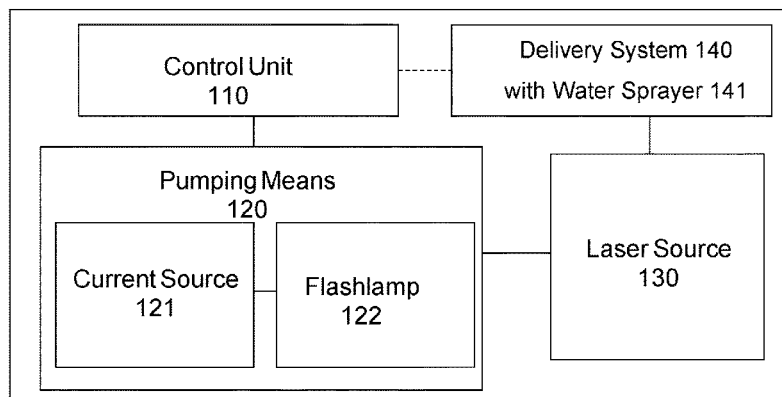 Control Unit
110
Delivery System 140
with Water Sprayer 141
Pumping Means
120
Current Source
121
Flashlamp
122
Laser Source
130